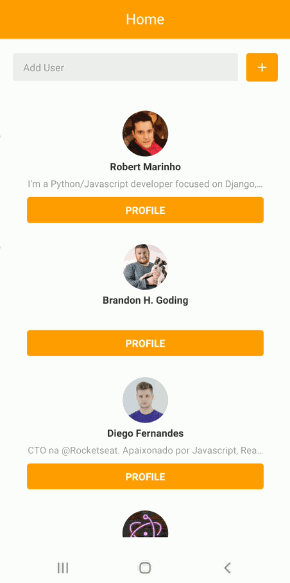 Home
Add User
+
Robert Marinho
I'm a Python/Javascript developer focused on Django,...
PROFILE
Brandon H. Goding
PROFILE
Diego Fernandes
CTO na @Rocketseat. Apaixonado por Javascript, Rea...
PROFILE